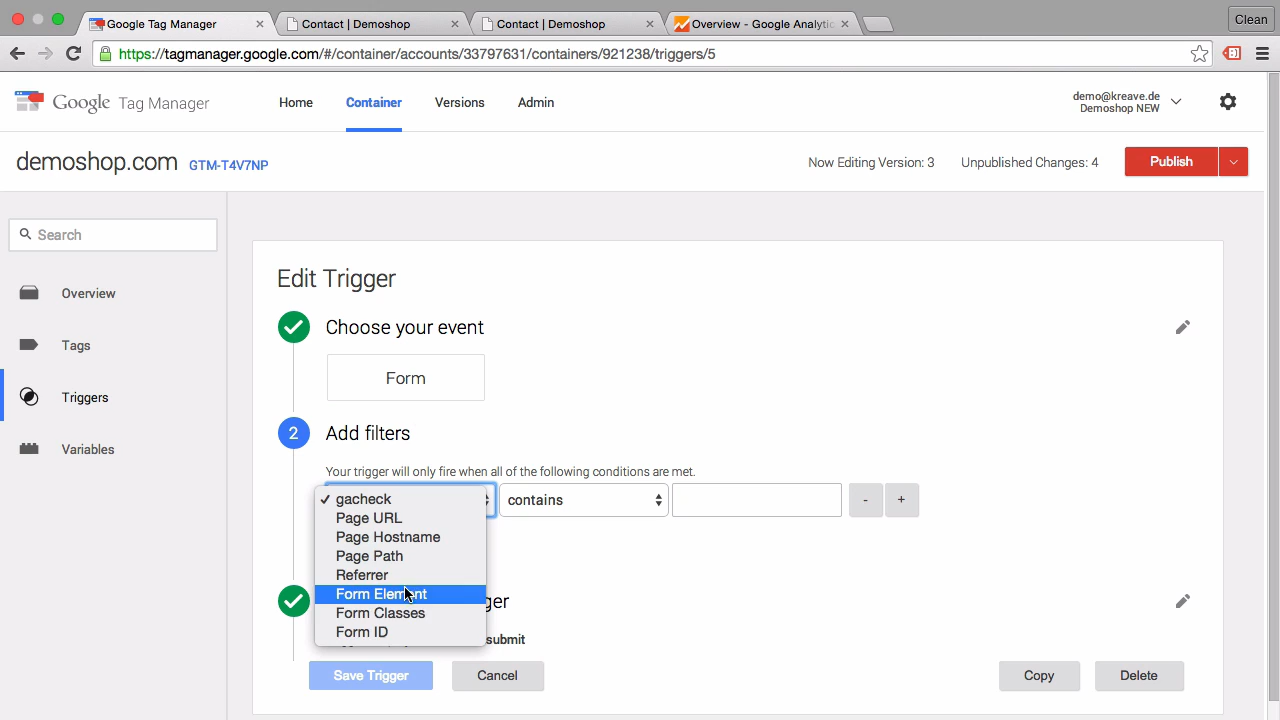 Google Tag Manager
Contact | Demoshop
Contact | Demoshop
Overview - Google Analytic
Clean
https://tagmanager.google.com/#/container/accounts/33797631/containers/921238/triggers/5
Google Tag Manager
Home
Container
Versions
Admin
demo@kreave.de
Demoshop NEW
demoshop.com GTM-T4V7NP
Now Editing Version: 3
Unpublished Changes: 4
Publish
Search
Overview
Tags
Triggers
Variables
Edit Trigger
Choose your event
Form
2 Add filters
Your trigger will only fire when all of the following conditions are met.
contains
-
+
gacheck
Page URL
Page Hostname
Page Path
Referrer
Form Element
Form Classes
Form ID
ger
submit
Save Trigger
Cancel
Copy
Delete